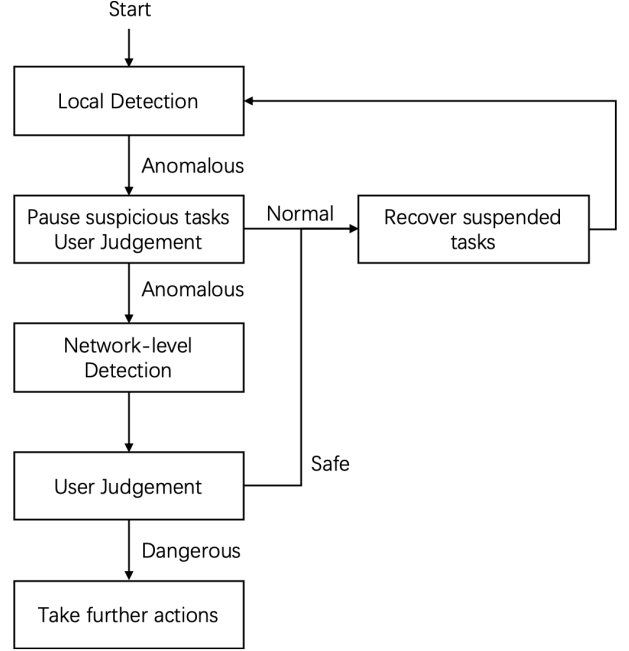 Start
Local Detection
Anomalous
Pause suspicious tasks
User Judgement
Normal
Recover suspended
tasks
Anomalous
Network-level
Detection
User Judgement
Safe
Dangerous
Take further actions